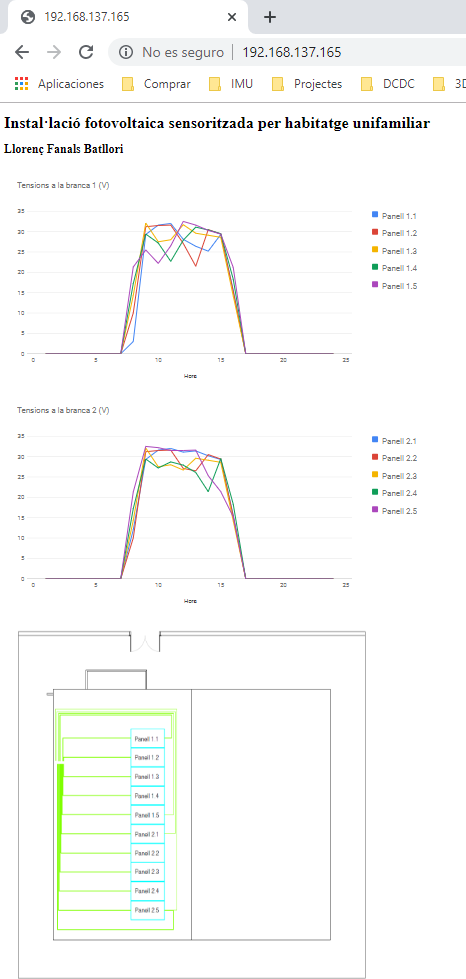 192.168.137.165
No es seguro
192.168.137.165
Aplicaciones
Comprar
IMU
Projectes
DCDC
3D
Instal·lació fotovoltaica sensoritzada per habitatge unifamiliar
Llorenç Fanals Batllori
Tensions a la branca 1 (V)
35
30
25
20
15
10
5
0
0 5 10 15 20 25
Hora
Panell 1.1
Panell 1.2
Panell 1.3
Panell 1.4
Panell 1.5
Tensions a la branca 2 (V)
35
30
25
20
15
10
5
0
0 5 10 15 20 25
Hora
Panell 2.1
Panell 2.2
Panell 2.3
Panell 2.4
Panell 2.5
Panell 1.1
Panell 1.2
Panell 1.3
Panell 1.4
Panell 1.5
Panell 2.1
Panell 2.2
Panell 2.3
Panell 2.4
Panell 2.5